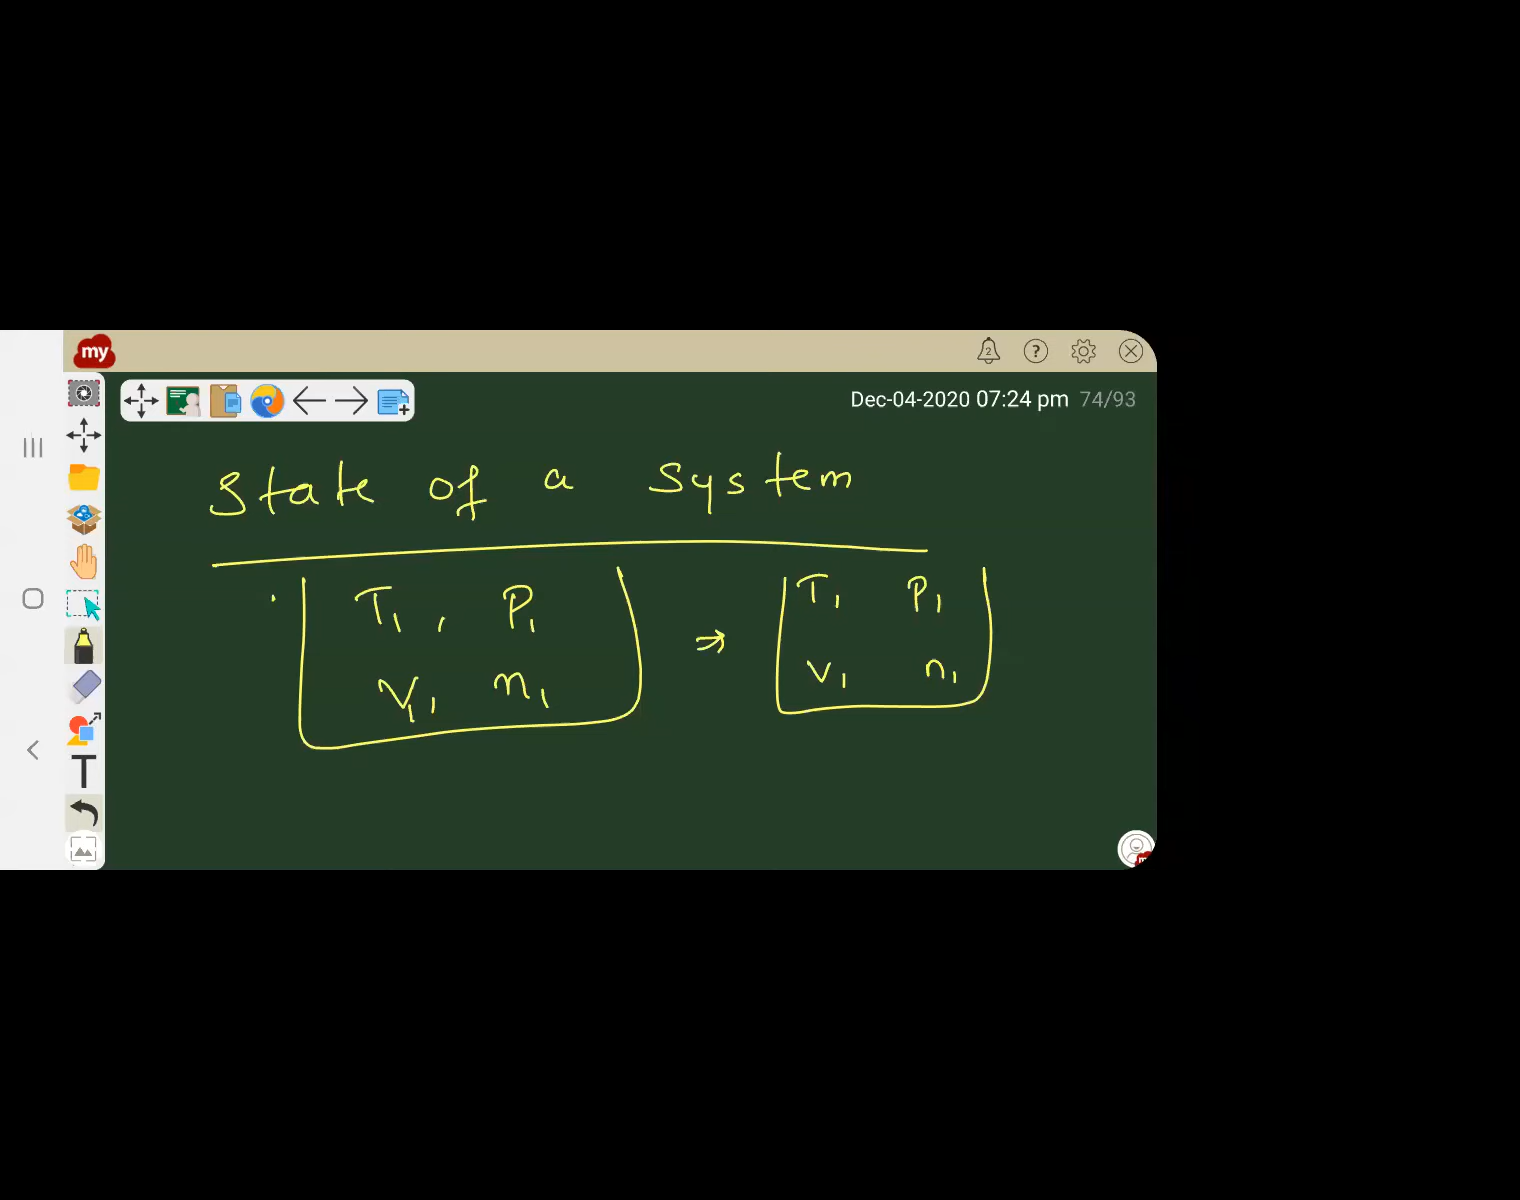 my
2 ?
Dec-04-2020 07:24 pm 74/93
State of a System
T1, P1 ⇒ T1 P1
V1, n1 V1 n1
T